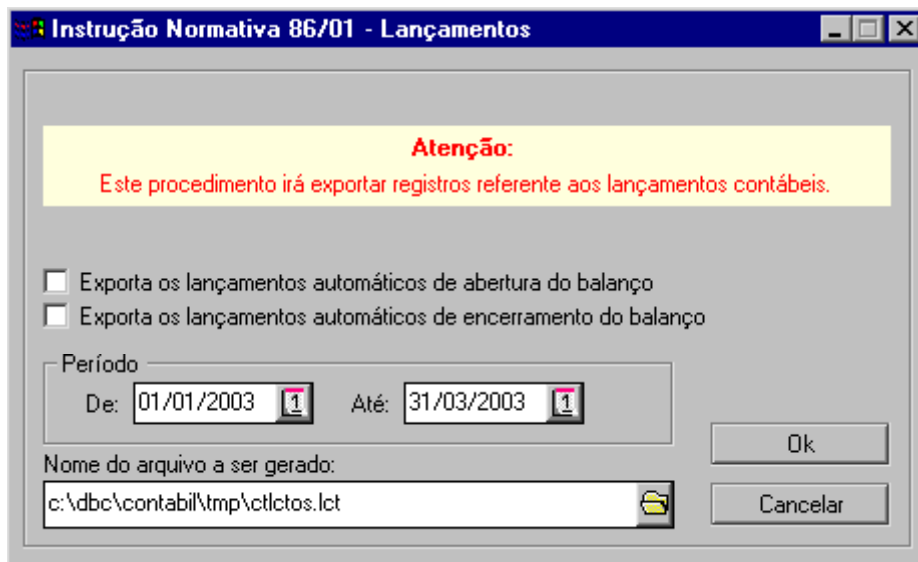 Instrução Normativa 86/01 - Lançamentos
Atenção:
Este procedimento irá exportar registros referente aos lançamentos contábeis.
Exporta os lançamentos automáticos de abertura do balanço
Exporta os lançamentos automáticos de encerramento do balanço
Período
De: 01/01/2003 1 Até: 31/03/2003 1
Ok
Nome do arquivo a ser gerado:
c:\dbc\contabil\tmp\ctlctos.lct
Cancelar